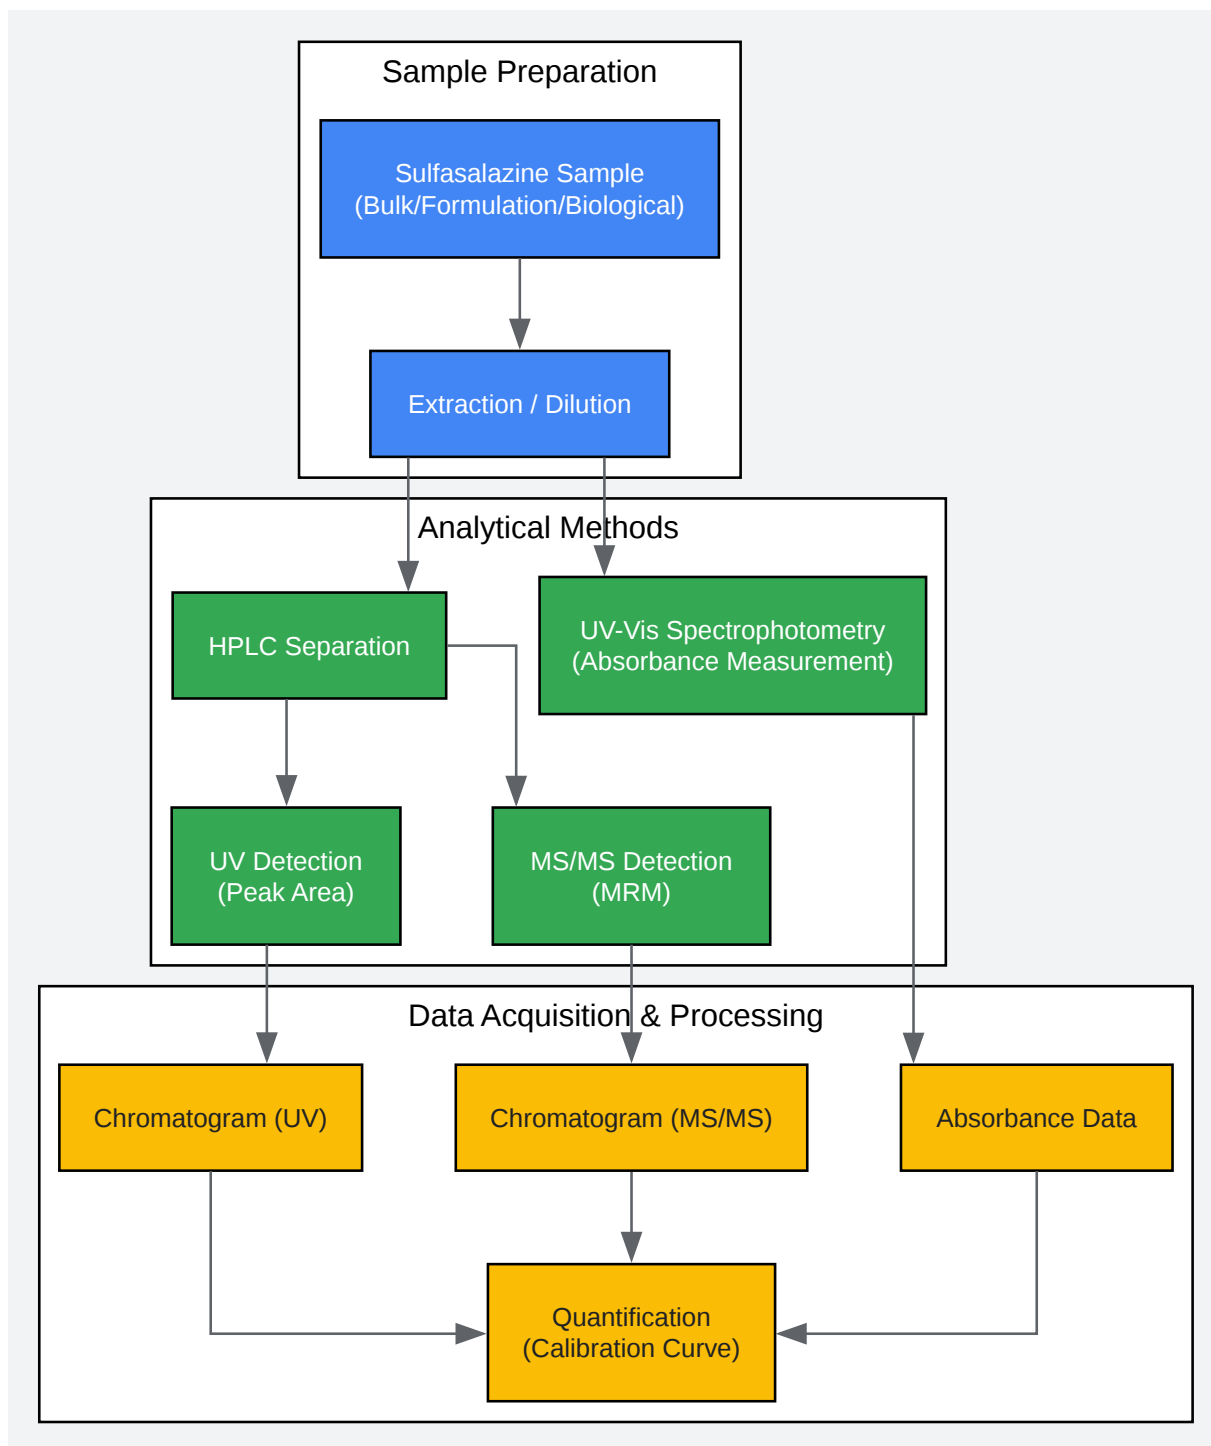 Sample Preparation
Sulfasalazine Sample
(Bulk/Formulation/Biological)
Extraction / Dilution
Analytical Methods
HPLC Separation
UV-Vis Spectrophotometry
(Absorbance Measurement)
UV Detection
(Peak Area)
MS/MS Detection
(MRM)
Data Acquisition & Processing
Chromatogram (UV)
Chromatogram (MS/MS)
Absorbance Data
Quantification
(Calibration Curve)